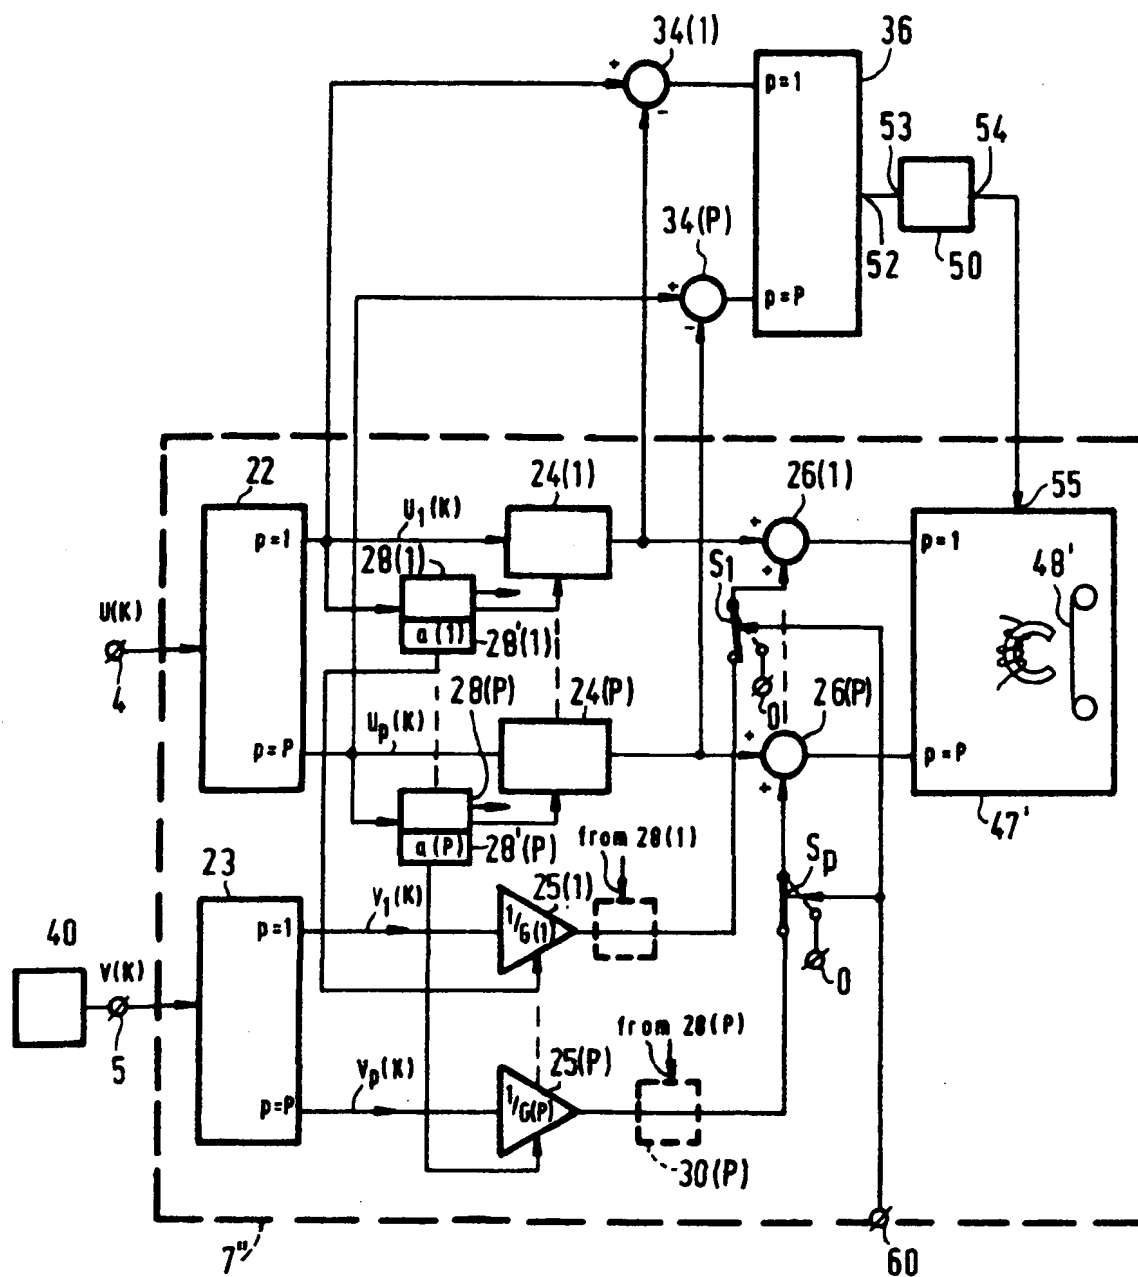 34(1)
36
+
p=1
-
53
54
34(P)
+
p=P
52
50
-
22
24(1)
26(1)
55
p=1
U1(K)
+
p=1
28(1)
S1
+
48'
U(K)
a(1)
28'(1)
4
28(P)
24(P)
0
26(P)
p=P
Up(K)
+
p=P
+
47'
a(P)
28'(P)
from 28(1)
Sp
23
V1(K)
25(1)
p=1
1/G(1)
40
V(K)
0
5
from 28(P)
Vp(K)
25(P)
p=P
1/G(P)
30(P)
7"
60